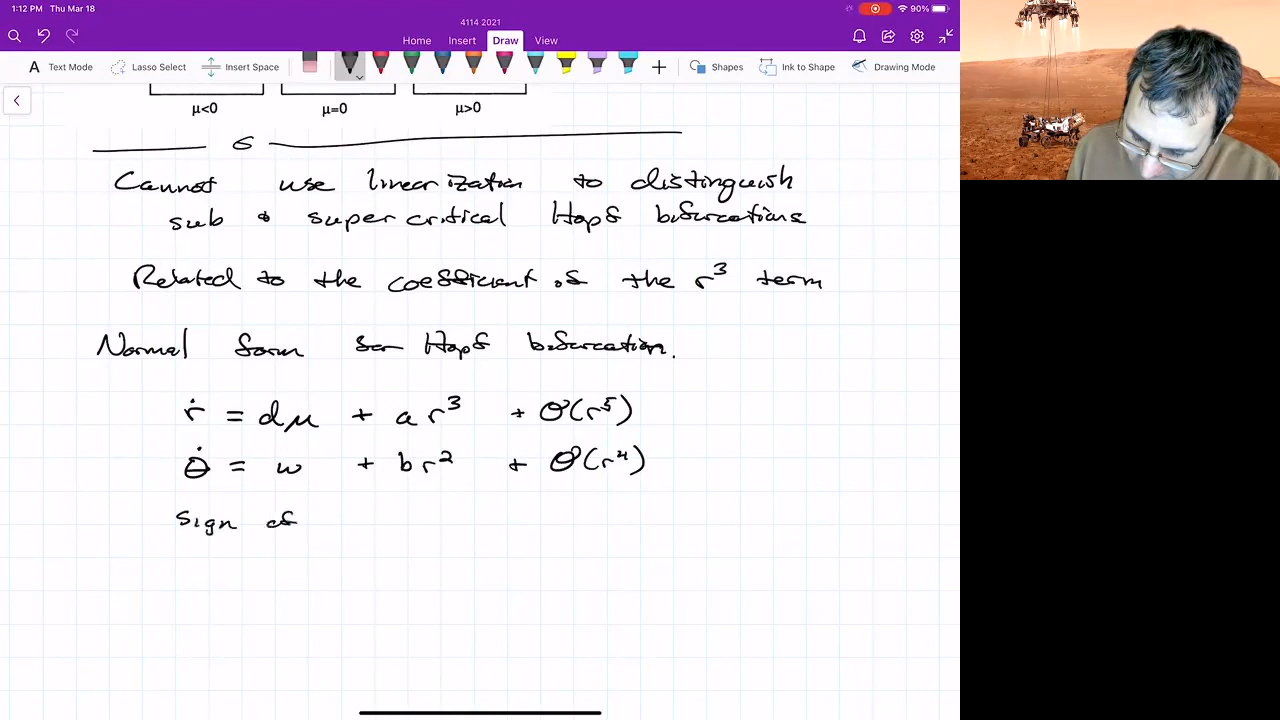 1:12 PM Thu Mar 18
90%
4114 2021
Home Insert Draw View
A Text Mode Lasso Select Insert Space Shapes Ink to Shape Drawing Mode
μ<0 μ=0 μ>0
Cannot use linearization to distinguish
sub & supercritical Hopf bifurcations
Related to the coefficient of the r³ term
Normal form for Hopf bifurcation.
ṙ = dμ + ar³ + O(r⁵)
θ̇ = w + br² + O(r⁴)
Sign of